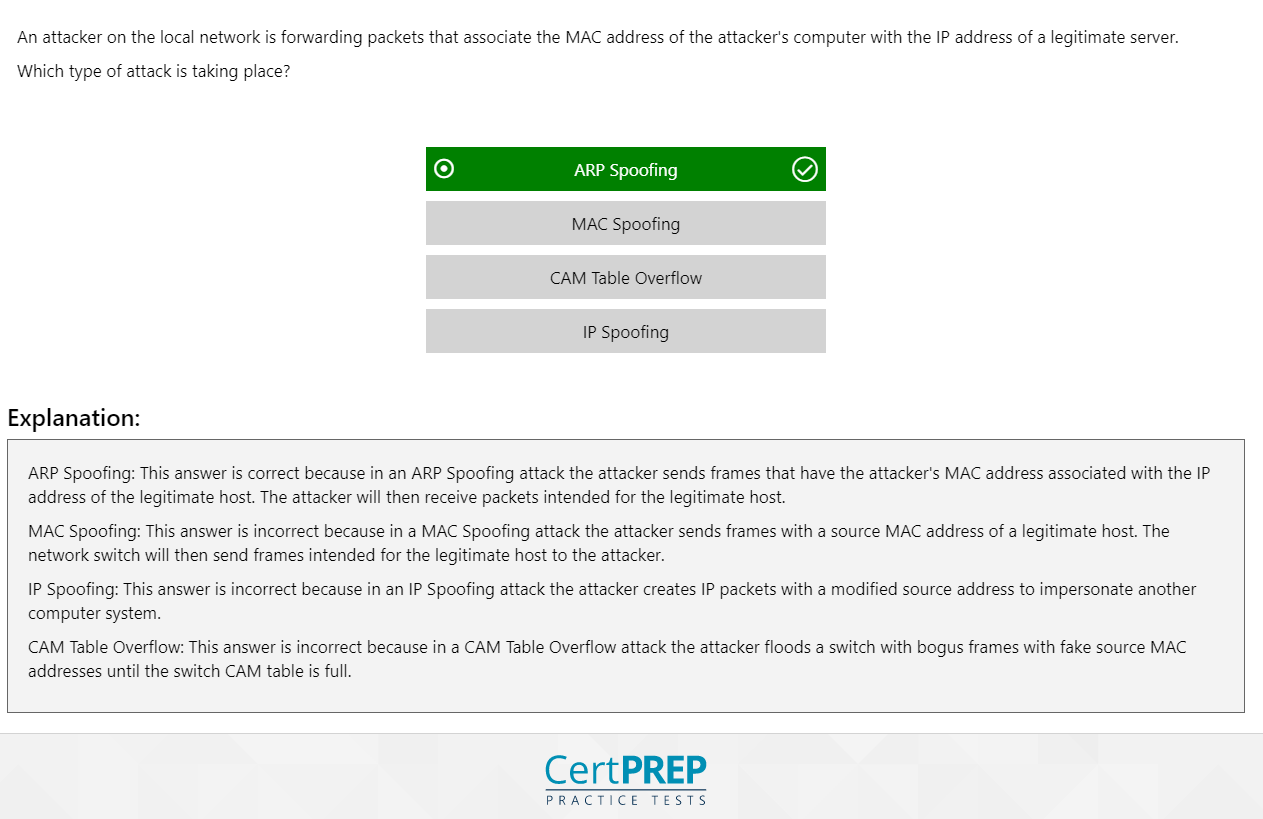 An attacker on the local network is forwarding packets that associate the MAC address of the attacker's computer with the IP address of a legitimate server.
Which type of attack is taking place?
ARP Spoofing
MAC Spoofing
CAM Table Overflow
IP Spoofing
Explanation:
ARP Spoofing: This answer is correct because in an ARP Spoofing attack the attacker sends frames that have the attacker's MAC address associated with the IP
address of the legitimate host. The attacker will then receive packets intended for the legitimate host.
MAC Spoofing: This answer is incorrect because in a MAC Spoofing attack the attacker sends frames with a source MAC address of a legitimate host. The
network switch will then send frames intended for the legitimate host to the attacker.
IP Spoofing: This answer is incorrect because in an IP Spoofing attack the attacker creates IP packets with a modified source address to impersonate another
computer system.
CAM Table Overflow: This answer is incorrect because in a CAM Table Overflow attack the attacker floods a switch with bogus frames with fake source MAC
addresses until the switch CAM table is full.
CertPREP
PRACTICE TESTS